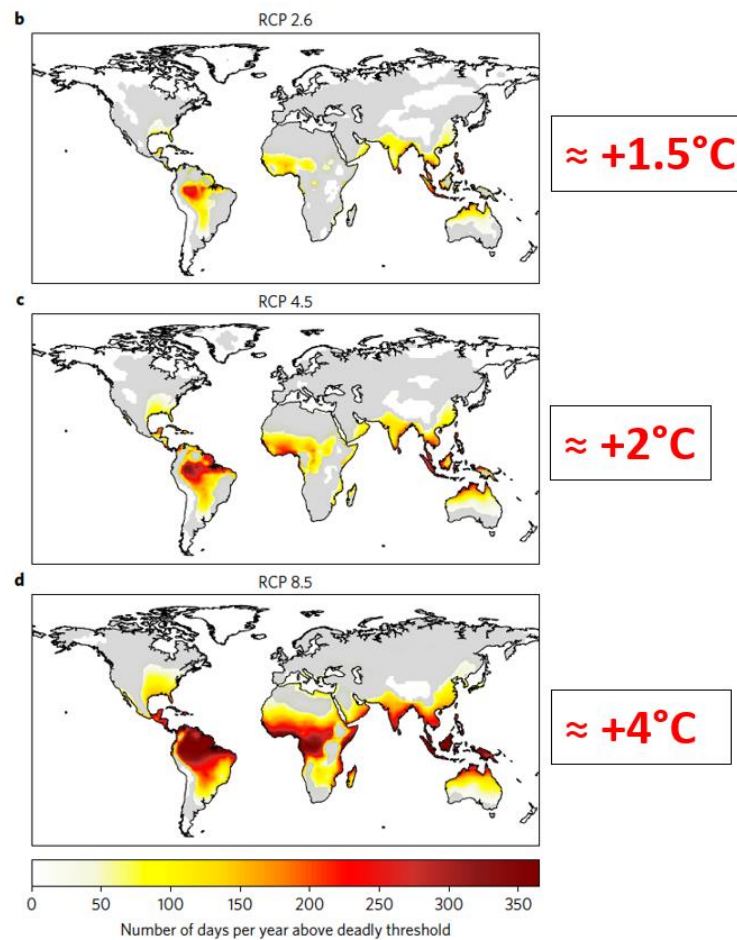 b
RCP 2.6
≈ +1.5°C
c
RCP 4.5
≈ +2°C
d
RCP 8.5
≈ +4°C
0 50 100 150 200 250 300 350
Number of days per year above deadly threshold